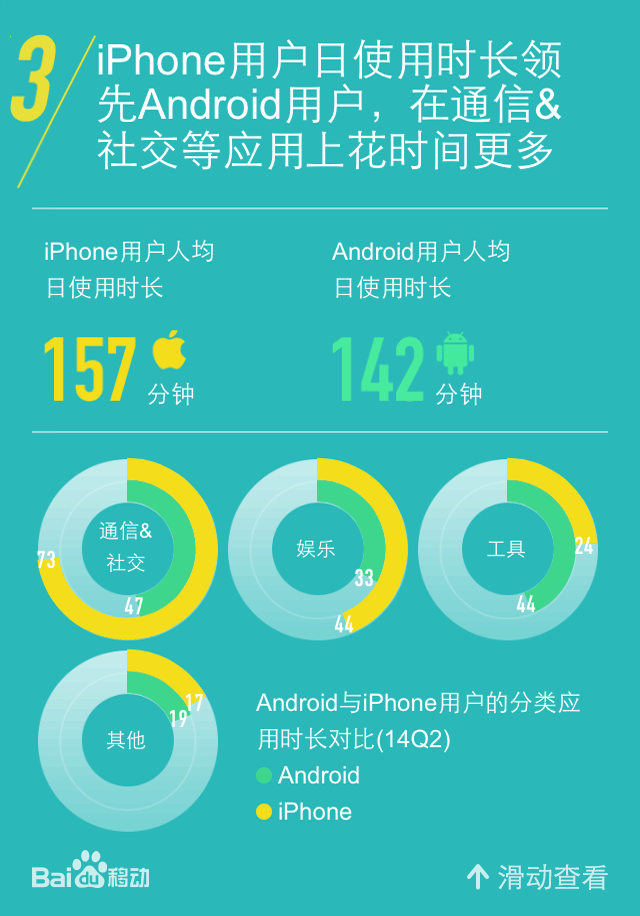 3
iPhone用户日使用时长领
先Android用户，在通信&
社交等应用上花时间更多
iPhone用户人均
日使用时长
157
分钟
Android用户人均
日使用时长
142
分钟
通信&
社交
73
47
娱乐
33
44
工具
24
44
其他
17
19
Android与iPhone用户的分类应
用时长对比(14Q2)
Android
iPhone
Baidu移动
滑动查看